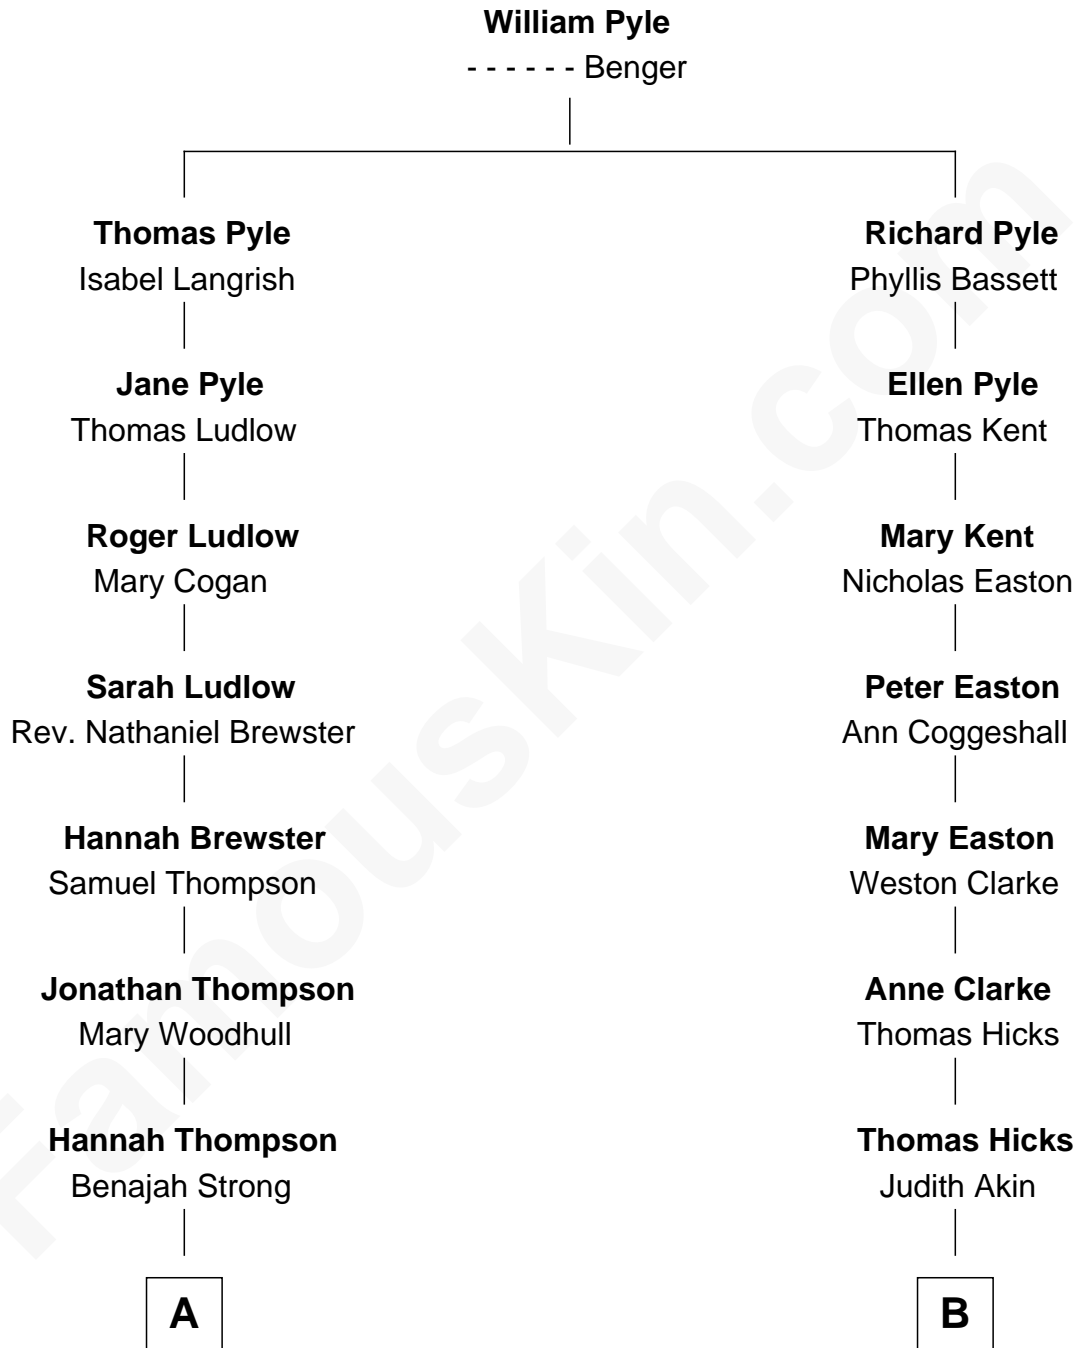 William Pyle
- - - - - - Benger
Thomas Pyle
Isabel Langrish
Richard Pyle
Phyllis Bassett
Jane Pyle
Thomas Ludlow
Ellen Pyle
Thomas Kent
Roger Ludlow
Mary Cogan
Mary Kent
Nicholas Easton
Sarah Ludlow
Rev. Nathaniel Brewster
Peter Easton
Ann Coggeshall
Hannah Brewster
Samuel Thompson
Mary Easton
Weston Clarke
Jonathan Thompson
Mary Woodhull
Anne Clarke
Thomas Hicks
Hannah Thompson
Benajah Strong
Thomas Hicks
Judith Akin
A
B
FamousKin.com